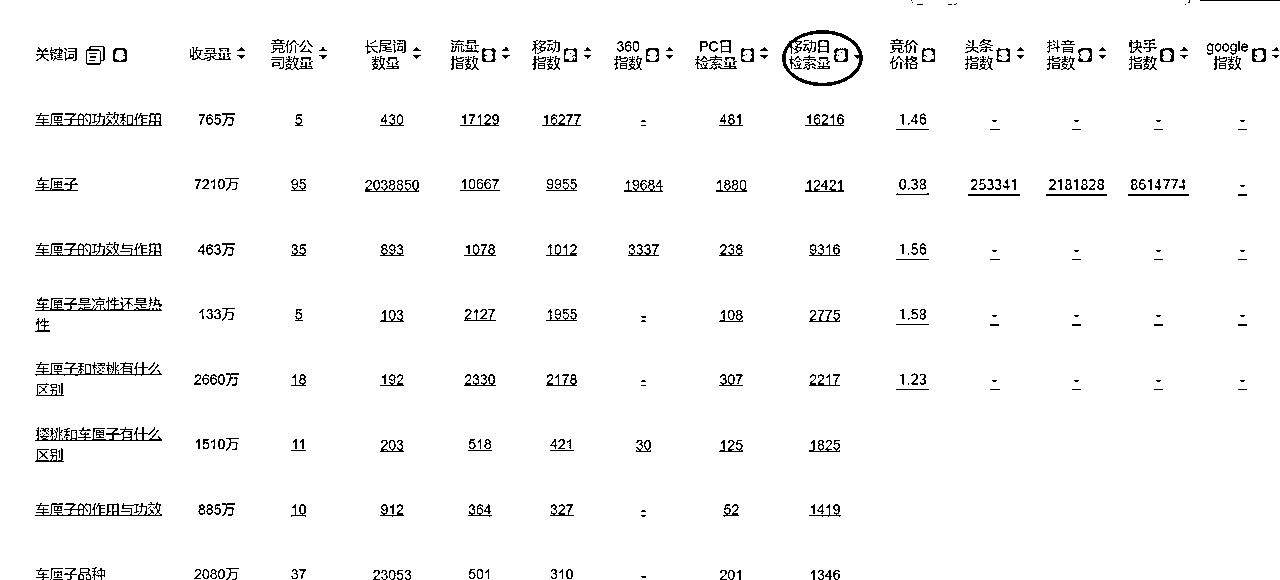 关键词 收录量 竞价公司数量 长尾词数量 流量指数 移动指数 360指数 PC日检索量 移动日检索量 竞价价格 头条指数 抖音指数 快手指数 google指数
车厘子的功效和作用 765万 5 430 17129 16277 - 481 16216 1.46 - - - -
车厘子 7210万 95 2038850 10667 9955 19684 1880 12421 0.38 253341 2181828 8614774 -
车厘子的功效与作用 463万 35 893 1078 1012 3337 238 9316 1.56 - - - -
车厘子是凉性还是热性 133万 5 103 2127 1955 - 108 2775 1.58 - - - -
车厘子和樱桃有什么区别 2660万 18 192 2330 2178 - 307 2217 1.23 - - - -
樱桃和车厘子有什么区别 1510万 11 203 518 421 30 125 1825
车厘子的作用与功效 885万 10 912 364 327 - 52 1419
车厘子品种 2080万 37 23053 501 310 - 201 1346